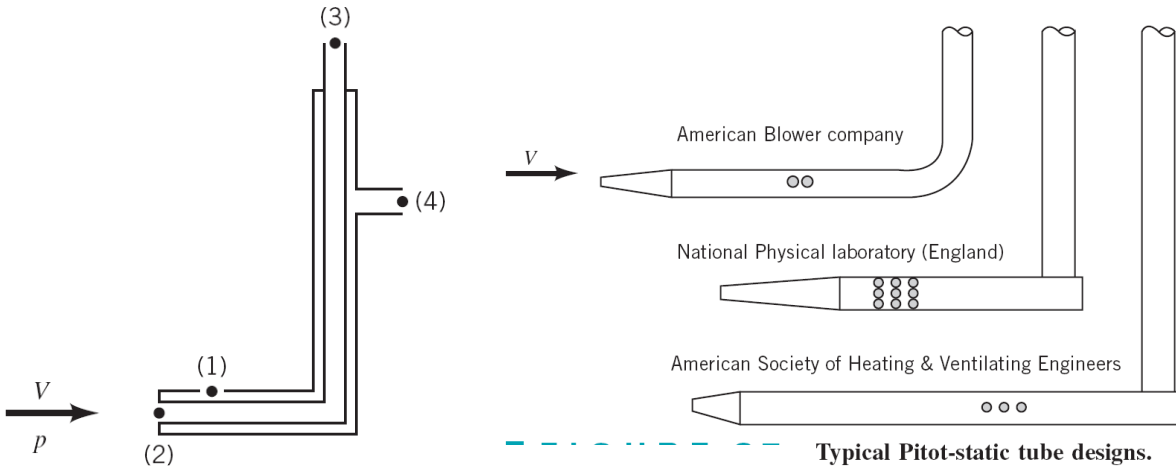 (3)
(4)
(1)
V
p
(2)
American Blower company
V
National Physical laboratory (England)
American Society of Heating & Ventilating Engineers
Typical Pitot-static tube designs.